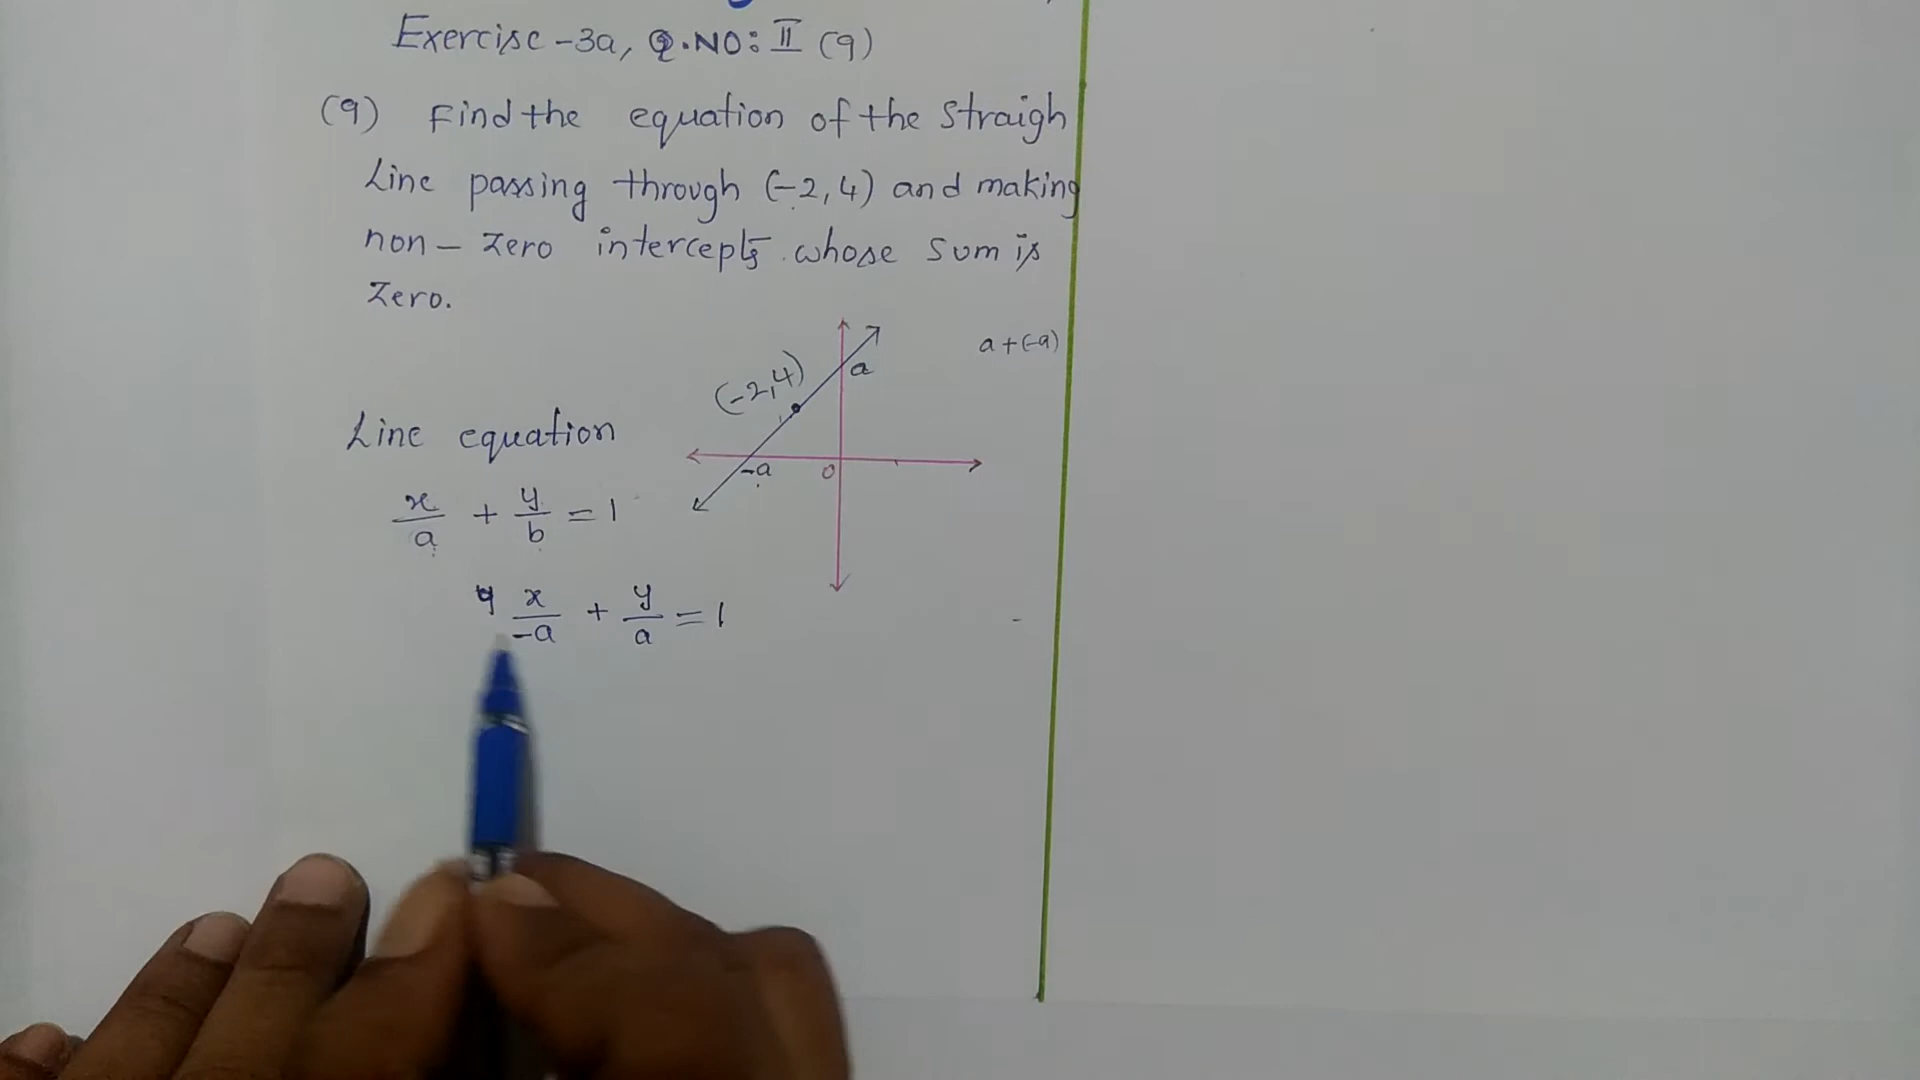 Exercise - 3a, Q.NO: II (9)
(9) Find the equation of the straigh
Line passing through (-2,4) and making
non - zero intercepts whose sum is
zero.
a + (-a)
(-2,4)
a
-a
0
Line equation
x/a + y/b = 1
x/-a + y/a = 1